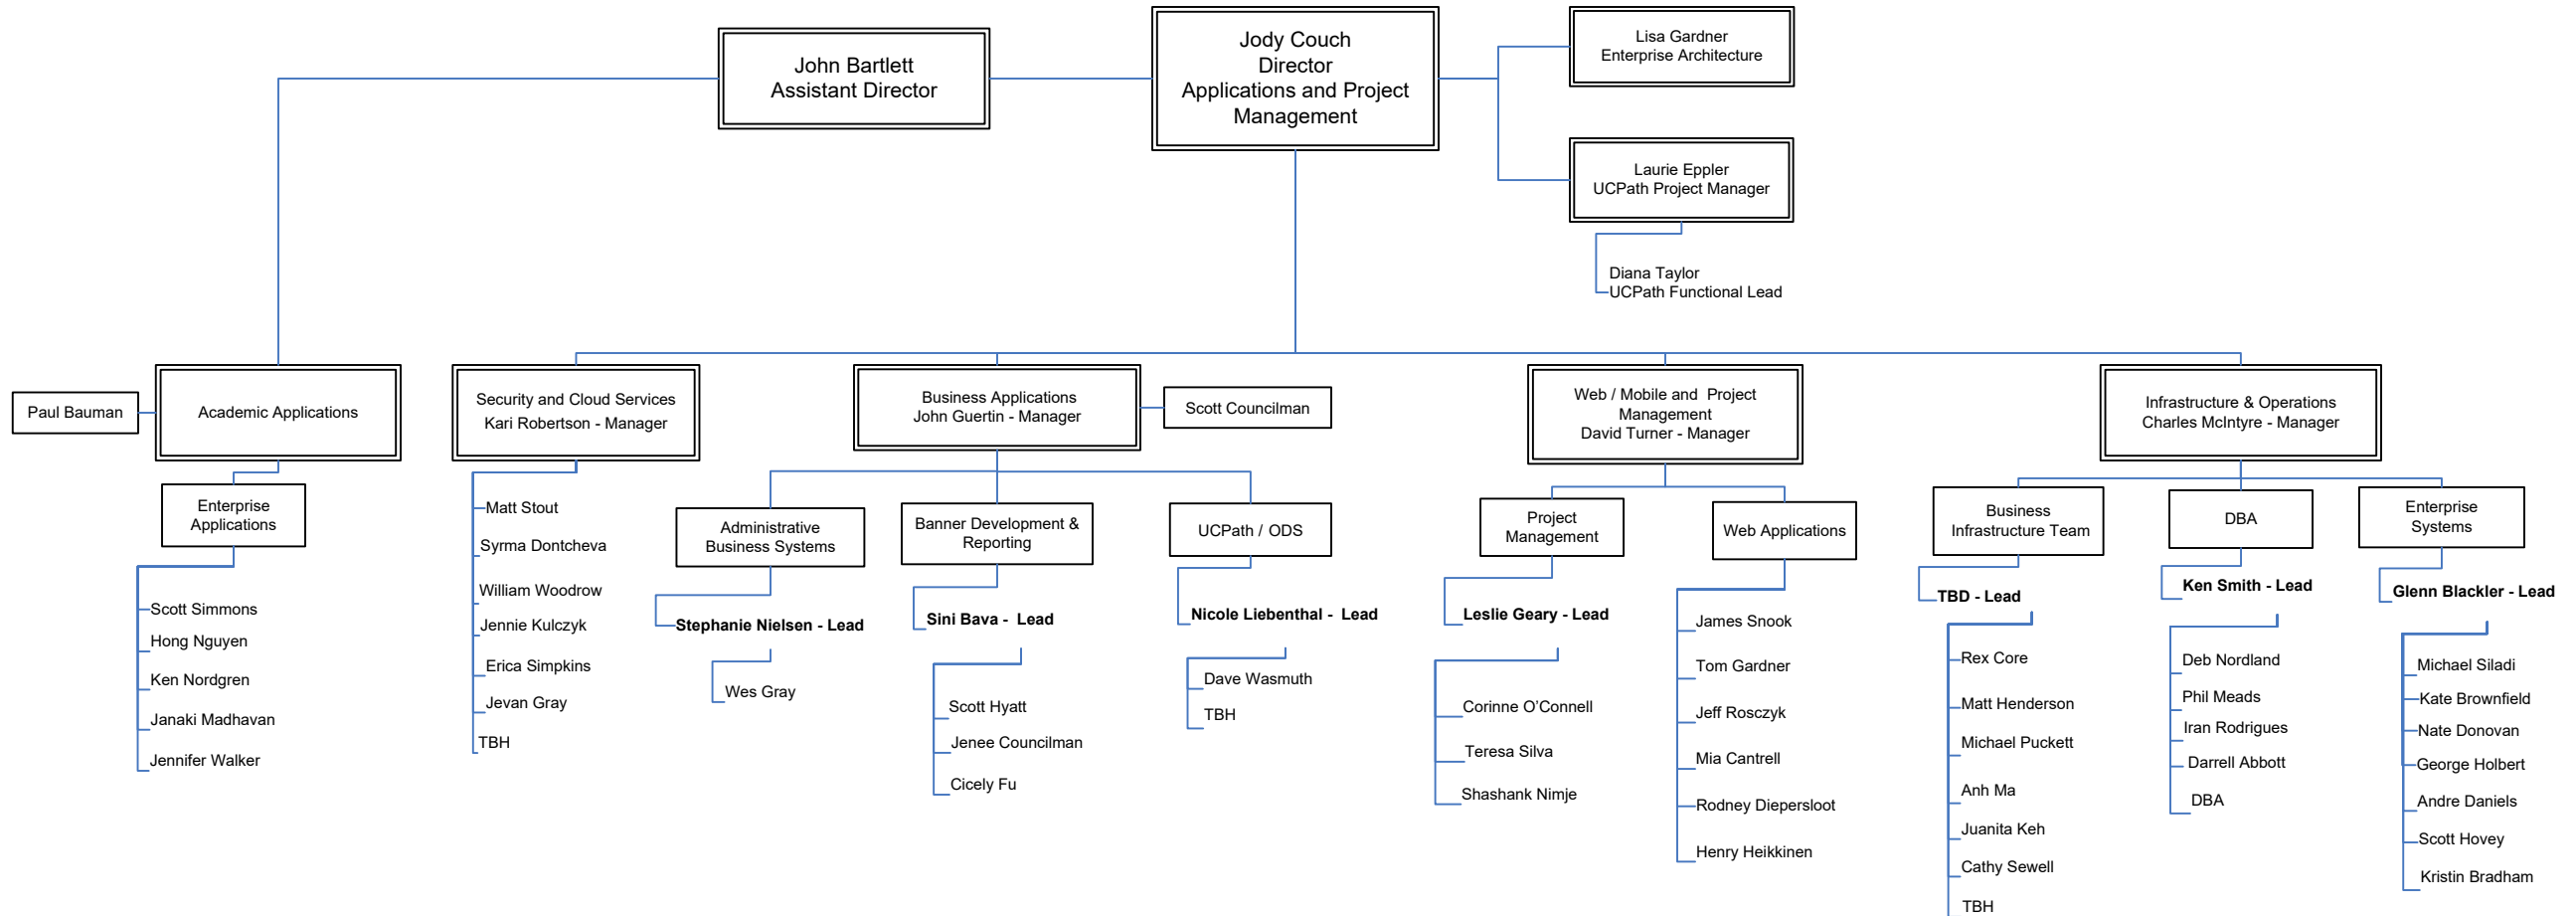 John Bartlett
Assistant Director
Jody Couch
Director
Applications and Project
Management
Lisa Gardner
Enterprise Architecture
Laurie Eppler
UCPath Project Manager
Diana Taylor
UCPath Functional Lead
Paul Bauman
Academic Applications
Enterprise
Applications
Scott Simmons
Hong Nguyen
Ken Nordgren
Janaki Madhavan
Jennifer Walker
Security and Cloud Services
Kari Robertson - Manager
Matt Stout
Syrma Dontcheva
William Woodrow
Jennie Kulczyk
Erica Simpkins
Jevan Gray
TBH
Business Applications
John Guertin - Manager
Scott Councilman
Administrative
Business Systems
Stephanie Nielsen - Lead
Wes Gray
Banner Development &
Reporting
Sini Bava -  Lead
Scott Hyatt
Jenee Councilman
Cicely Fu
UCPath / ODS
Nicole Liebenthal -  Lead
Dave Wasmuth
TBH
Web / Mobile and  Project
Management
David Turner - Manager
Project
Management
Leslie Geary - Lead
Corinne O’Connell
Teresa Silva
Shashank Nimje
Web Applications
James Snook
Tom Gardner
Jeff Rosczyk
Mia Cantrell
Rodney Diepersloot
Henry Heikkinen
Infrastructure & Operations
Charles McIntyre - Manager
Business
Infrastructure Team
TBD - Lead
Rex Core
Matt Henderson
Michael Puckett
Anh Ma
Juanita Keh
Cathy Sewell
TBH
DBA
Ken Smith - Lead
Deb Nordland
Phil Meads
Iran Rodrigues
Darrell Abbott
DBA
Enterprise
Systems
Glenn Blackler - Lead
Michael Siladi
Kate Brownfield
Nate Donovan
George Holbert
Andre Daniels
Scott Hovey
Kristin Bradham